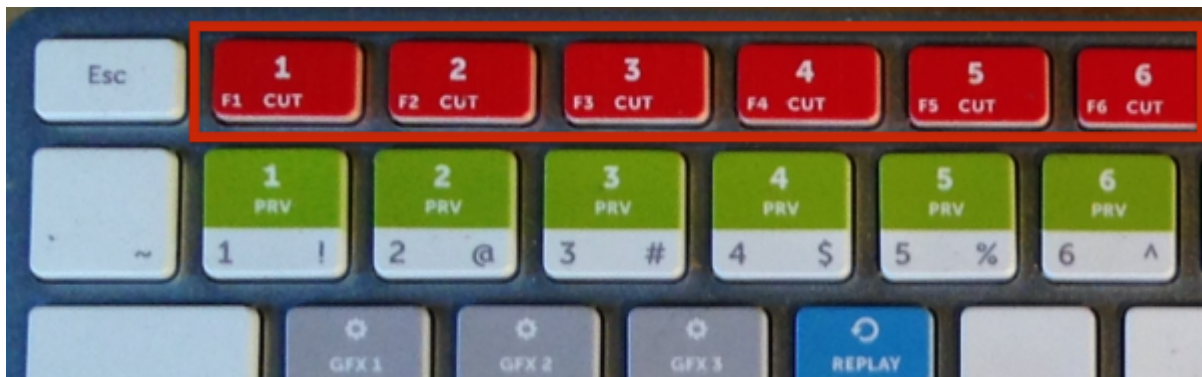 Esc 1 2 3 4 5 6
F1 CUT F2 CUT F3 CUT F4 CUT F5 CUT F6 CUT
1 2 3 4 5 6
PRV PRV PRV PRV PRV PRV
` ~ 1 ! 2 @ 3 # 4 $ 5 % 6 ^
GFX 1 GFX 2 GFX 3 REPLAY